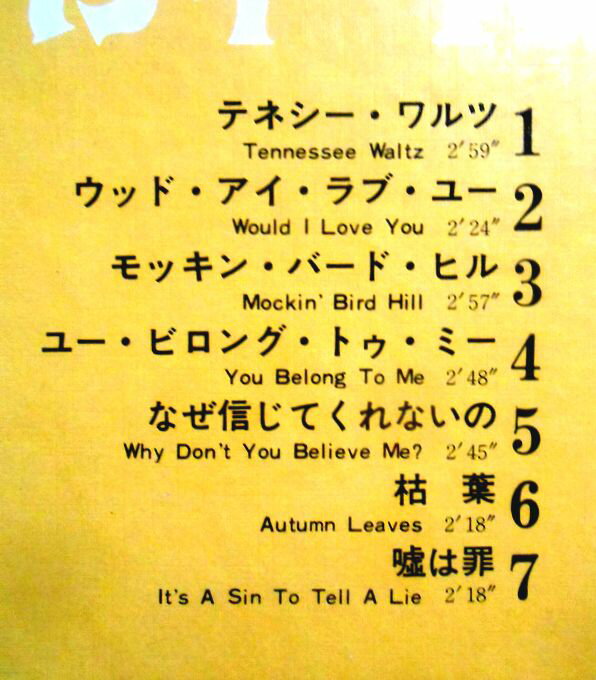 テネシー・ワルツ 1
Tennessee Waltz 2′59″
ウッド・アイ・ラブ・ユー 2
Would I Love You 2′24″
モッキン・バード・ヒル 3
Mockin' Bird Hill 2′57″
ユー・ビロング・トゥ・ミー 4
You Belong To Me 2′48″
なぜ信じてくれないの 5
Why Don't You Believe Me? 2′45″
枯 葉 6
Autumn Leaves 2′18″
嘘は罪 7
It's A Sin To Tell A Lie 2′18″